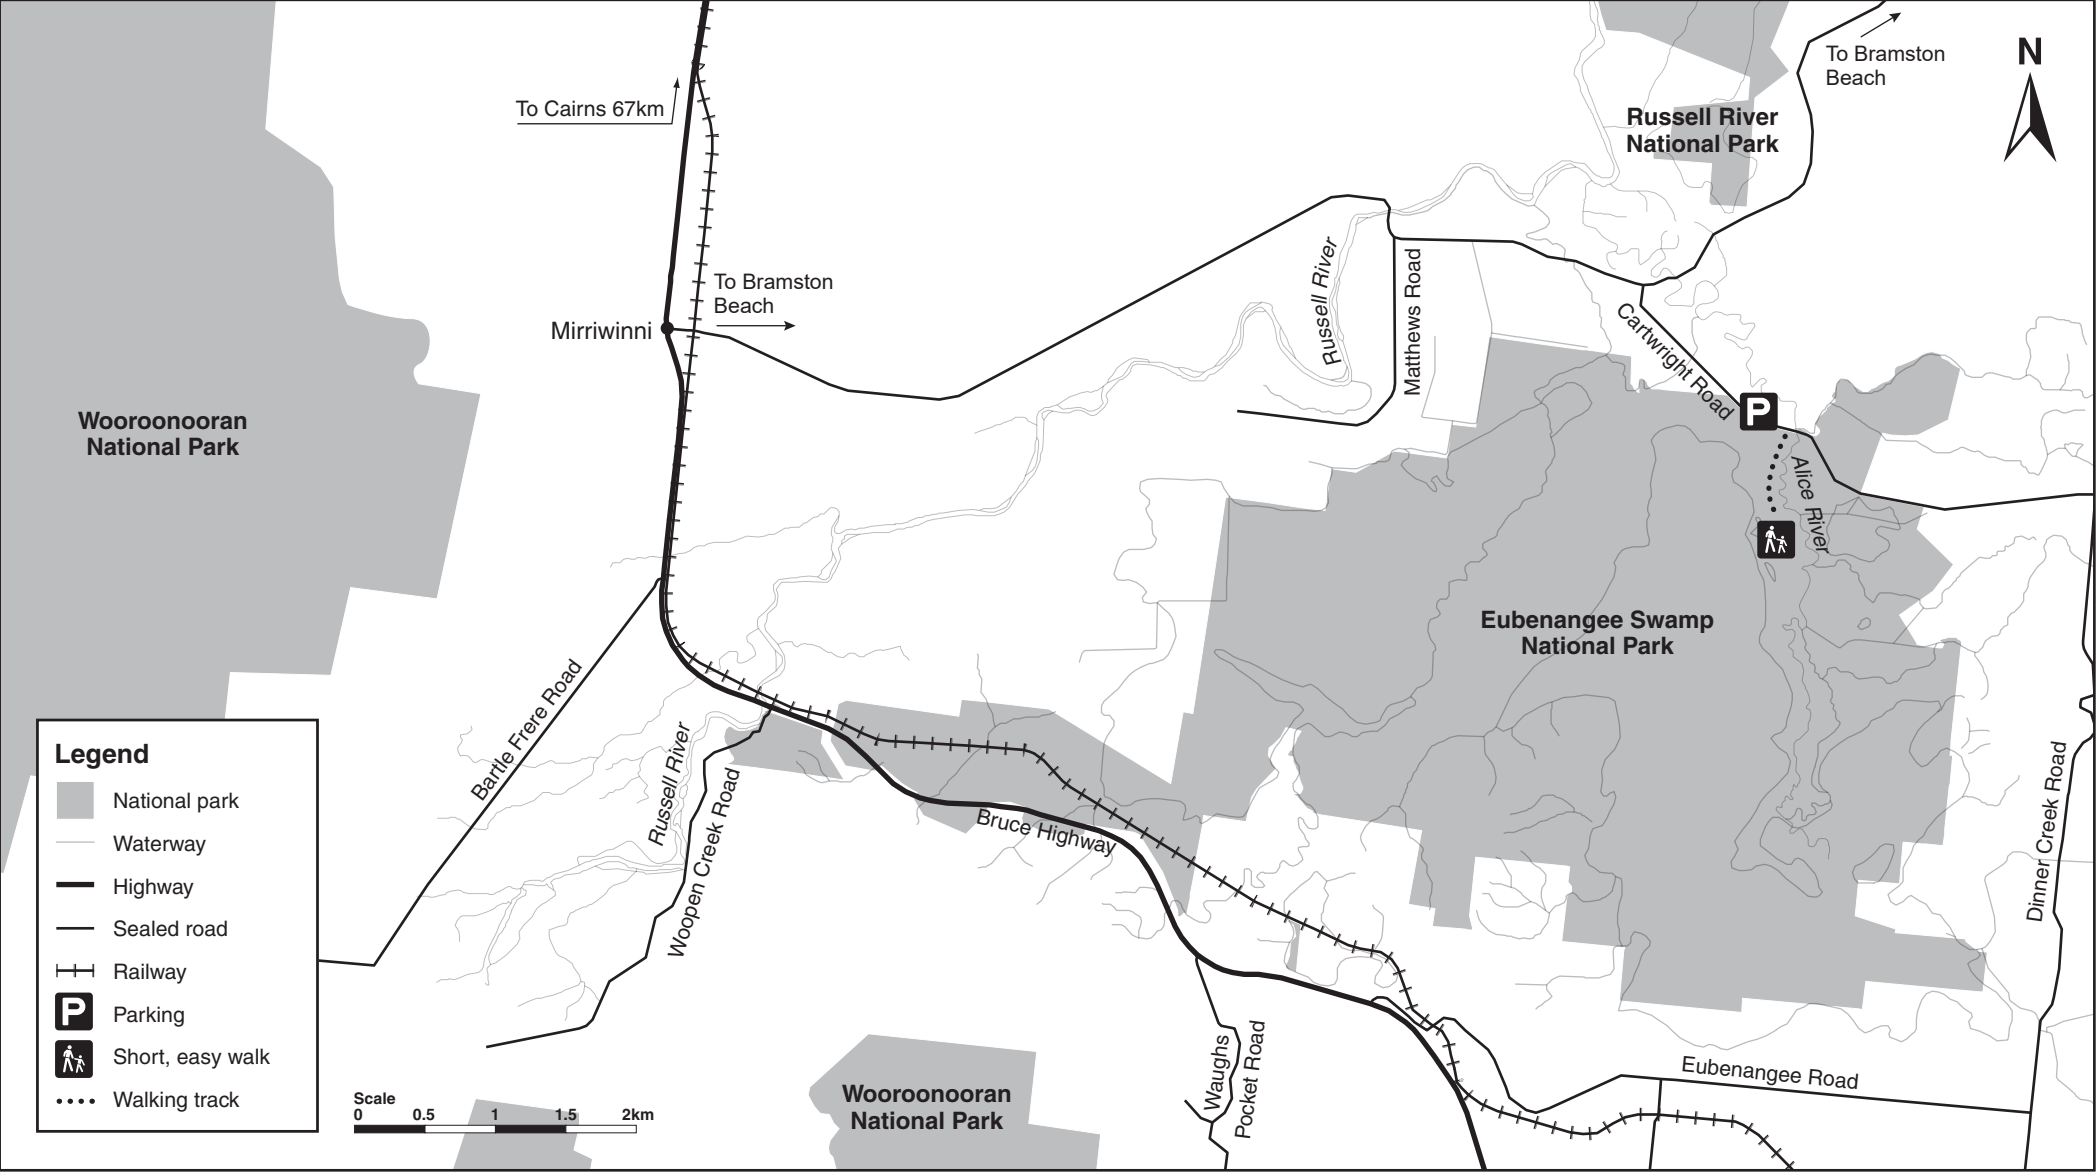 To Cairns 67km
To Bramston
Beach
N
Russell River
National Park
To Bramston
Beach
Mirriwinni
Russell River
Matthews Road
Cartwright Road
P
Alice River
Wooroonooran
National Park
Eubenangee Swamp
National Park
Bartle Frere Road
Russell River
Woopen Creek Road
Bruce Highway
Dinner Creek Road
Waughs
Pocket Road
Eubenangee Road
Wooroonooran
National Park
Legend
National park
Waterway
Highway
Sealed road
Railway
P Parking
Short, easy walk
Walking track
Scale
0 0.5 1 1.5 2km